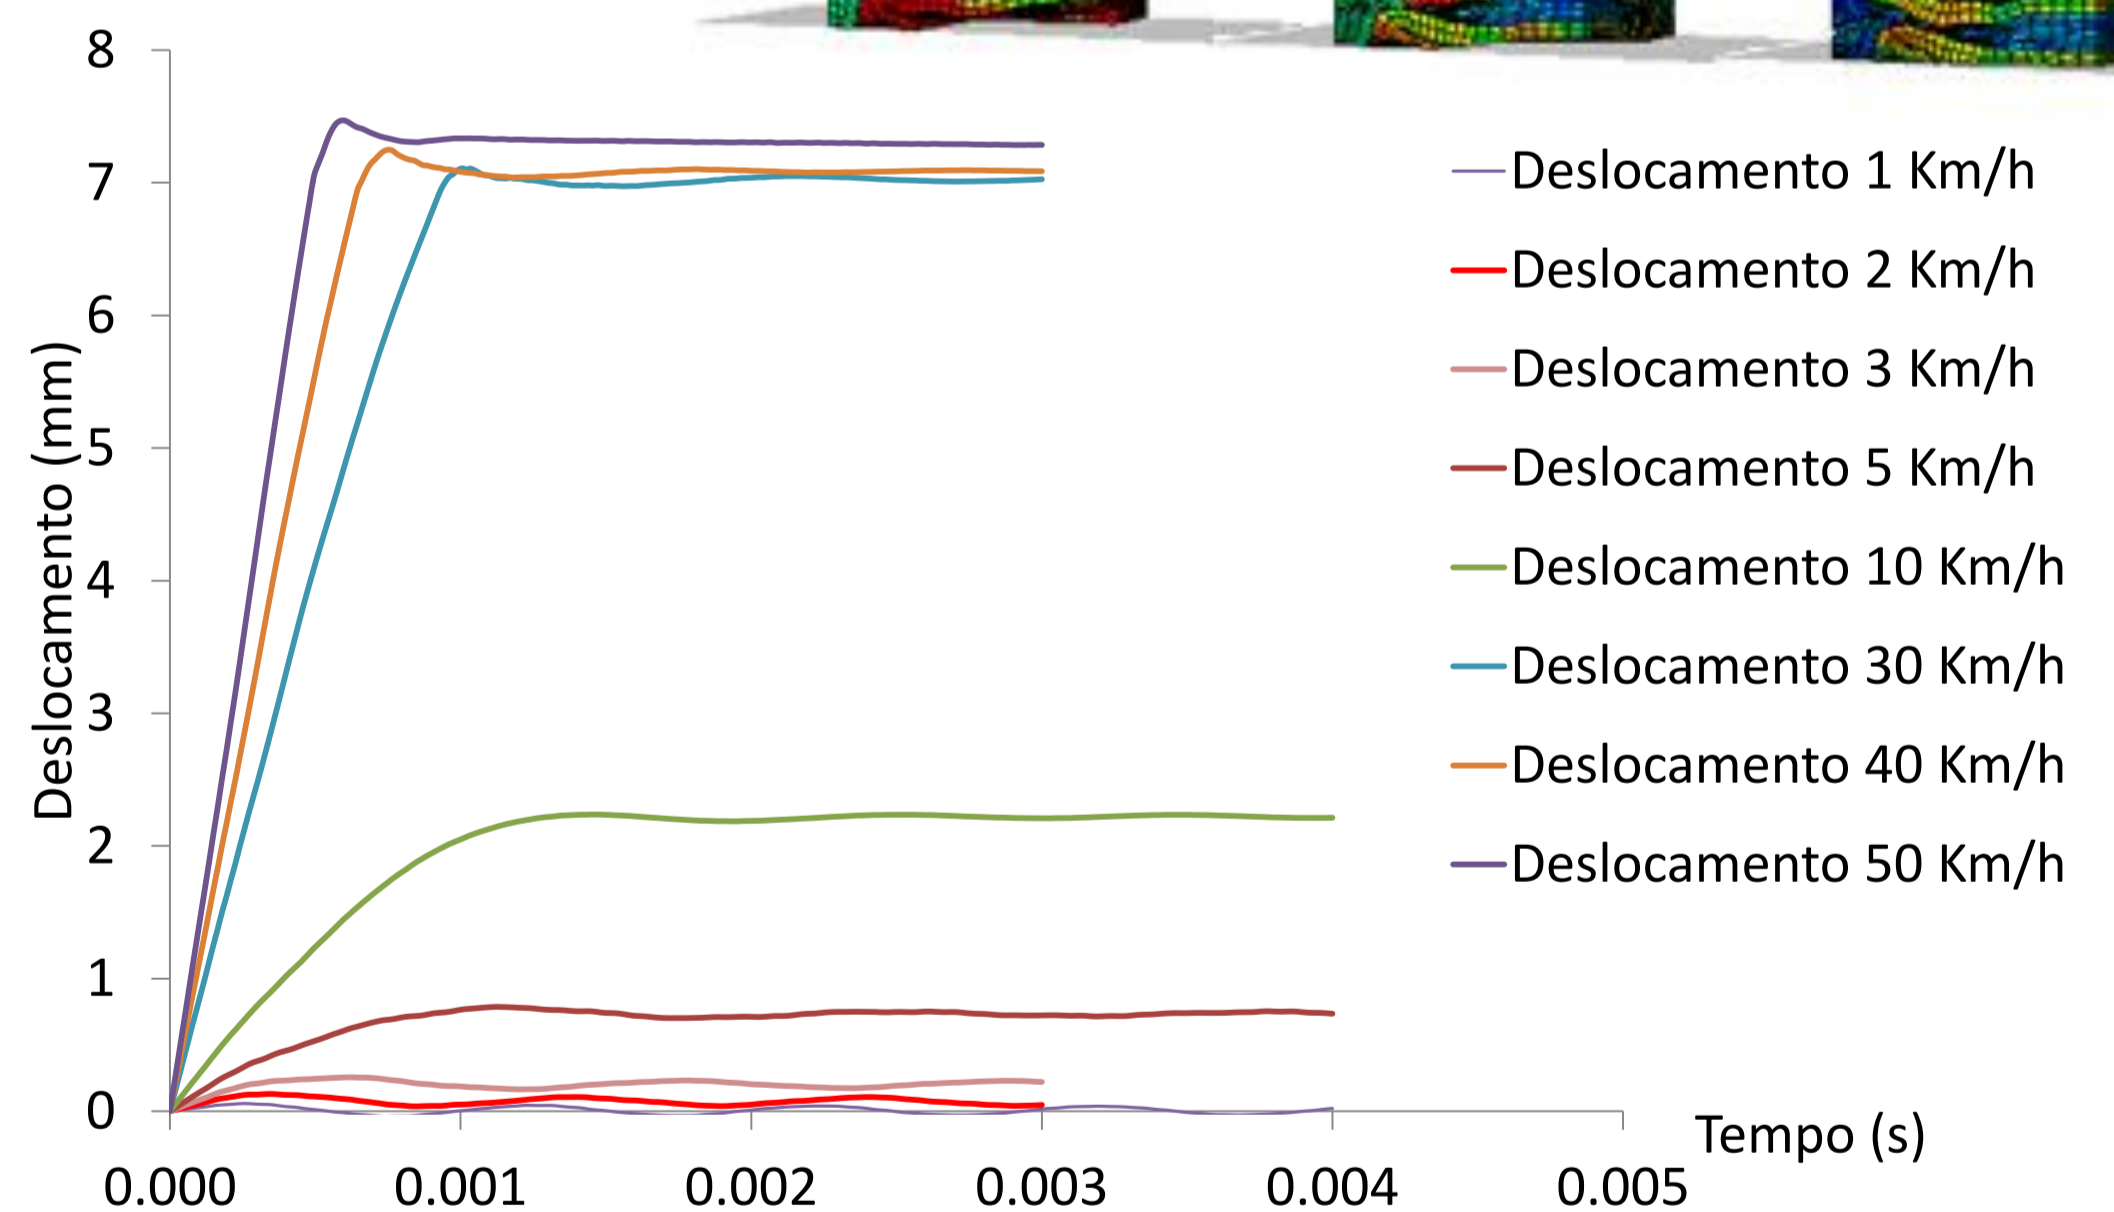 8
7
6
5
4
3
2
1
0
Deslocamento (mm)
0.000
0.001
0.002
0.003
0.004
0.005
Tempo (s)
Deslocamento 1 Km/h
Deslocamento 2 Km/h
Deslocamento 3 Km/h
Deslocamento 5 Km/h
Deslocamento 10 Km/h
Deslocamento 30 Km/h
Deslocamento 40 Km/h
Deslocamento 50 Km/h